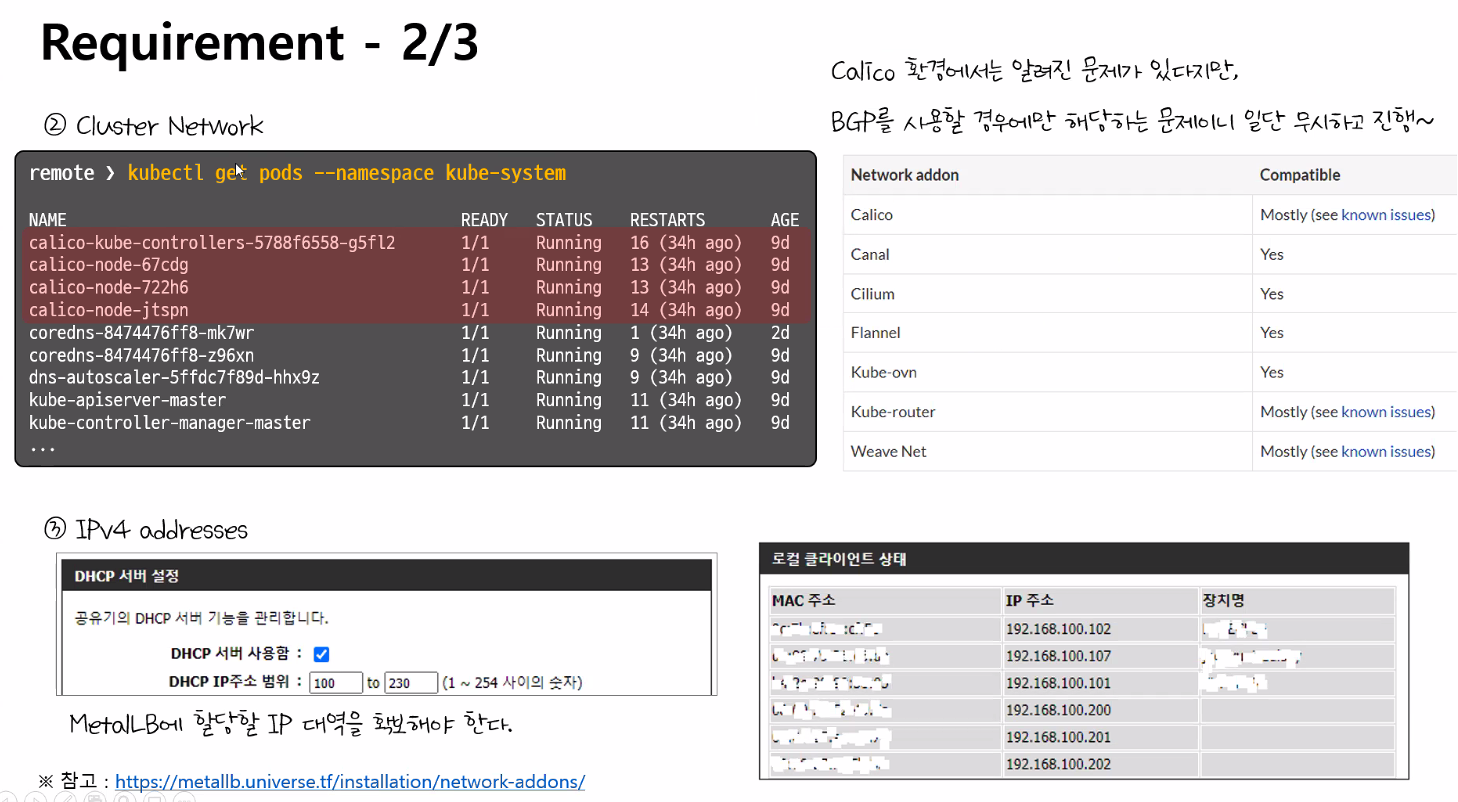 Requirement - 2/3
② Cluster Network
remote ❯ kubectl get pods --namespace kube-system
NAME READY STATUS RESTARTS AGE
calico-kube-controllers-5788f6558-g5fl2 1/1 Running 16 (34h ago) 9d
calico-node-67cdg 1/1 Running 13 (34h ago) 9d
calico-node-722h6 1/1 Running 13 (34h ago) 9d
calico-node-jtspn 1/1 Running 14 (34h ago) 9d
coredns-8474476ff8-mk7wr 1/1 Running 1 (34h ago) 2d
coredns-8474476ff8-z96xn 1/1 Running 9 (34h ago) 9d
dns-autoscaler-5ffdc7f89d-hhx9z 1/1 Running 9 (34h ago) 9d
kube-apiserver-master 1/1 Running 11 (34h ago) 9d
kube-controller-manager-master 1/1 Running 11 (34h ago) 9d
...
Calico 환경에서는 알려진 문제가 있다지만,
BGP를 사용할 경우에만 해당하는 문제이니 일단 무시하고 진행~
Network addon Compatible
Calico Mostly (see known issues)
Canal Yes
Cilium Yes
Flannel Yes
Kube-ovn Yes
Kube-router Mostly (see known issues)
Weave Net Mostly (see known issues)
③ IPv4 addresses
DHCP 서버 설정
공유기의 DHCP 서버 기능을 관리합니다.
DHCP 서버 사용함 :
DHCP IP주소 범위 : 100 to 230 (1 ~ 254 사이의 숫자)
MetalLB에 할당할 IP 대역을 확보해야 한다.
로컬 클라이언트 상태
MAC 주소 IP 주소 장치명
192.168.100.102
192.168.100.107
192.168.100.101
192.168.100.200
192.168.100.201
192.168.100.202
※ 참고 : https://metallb.universe.tf/installation/network-addons/